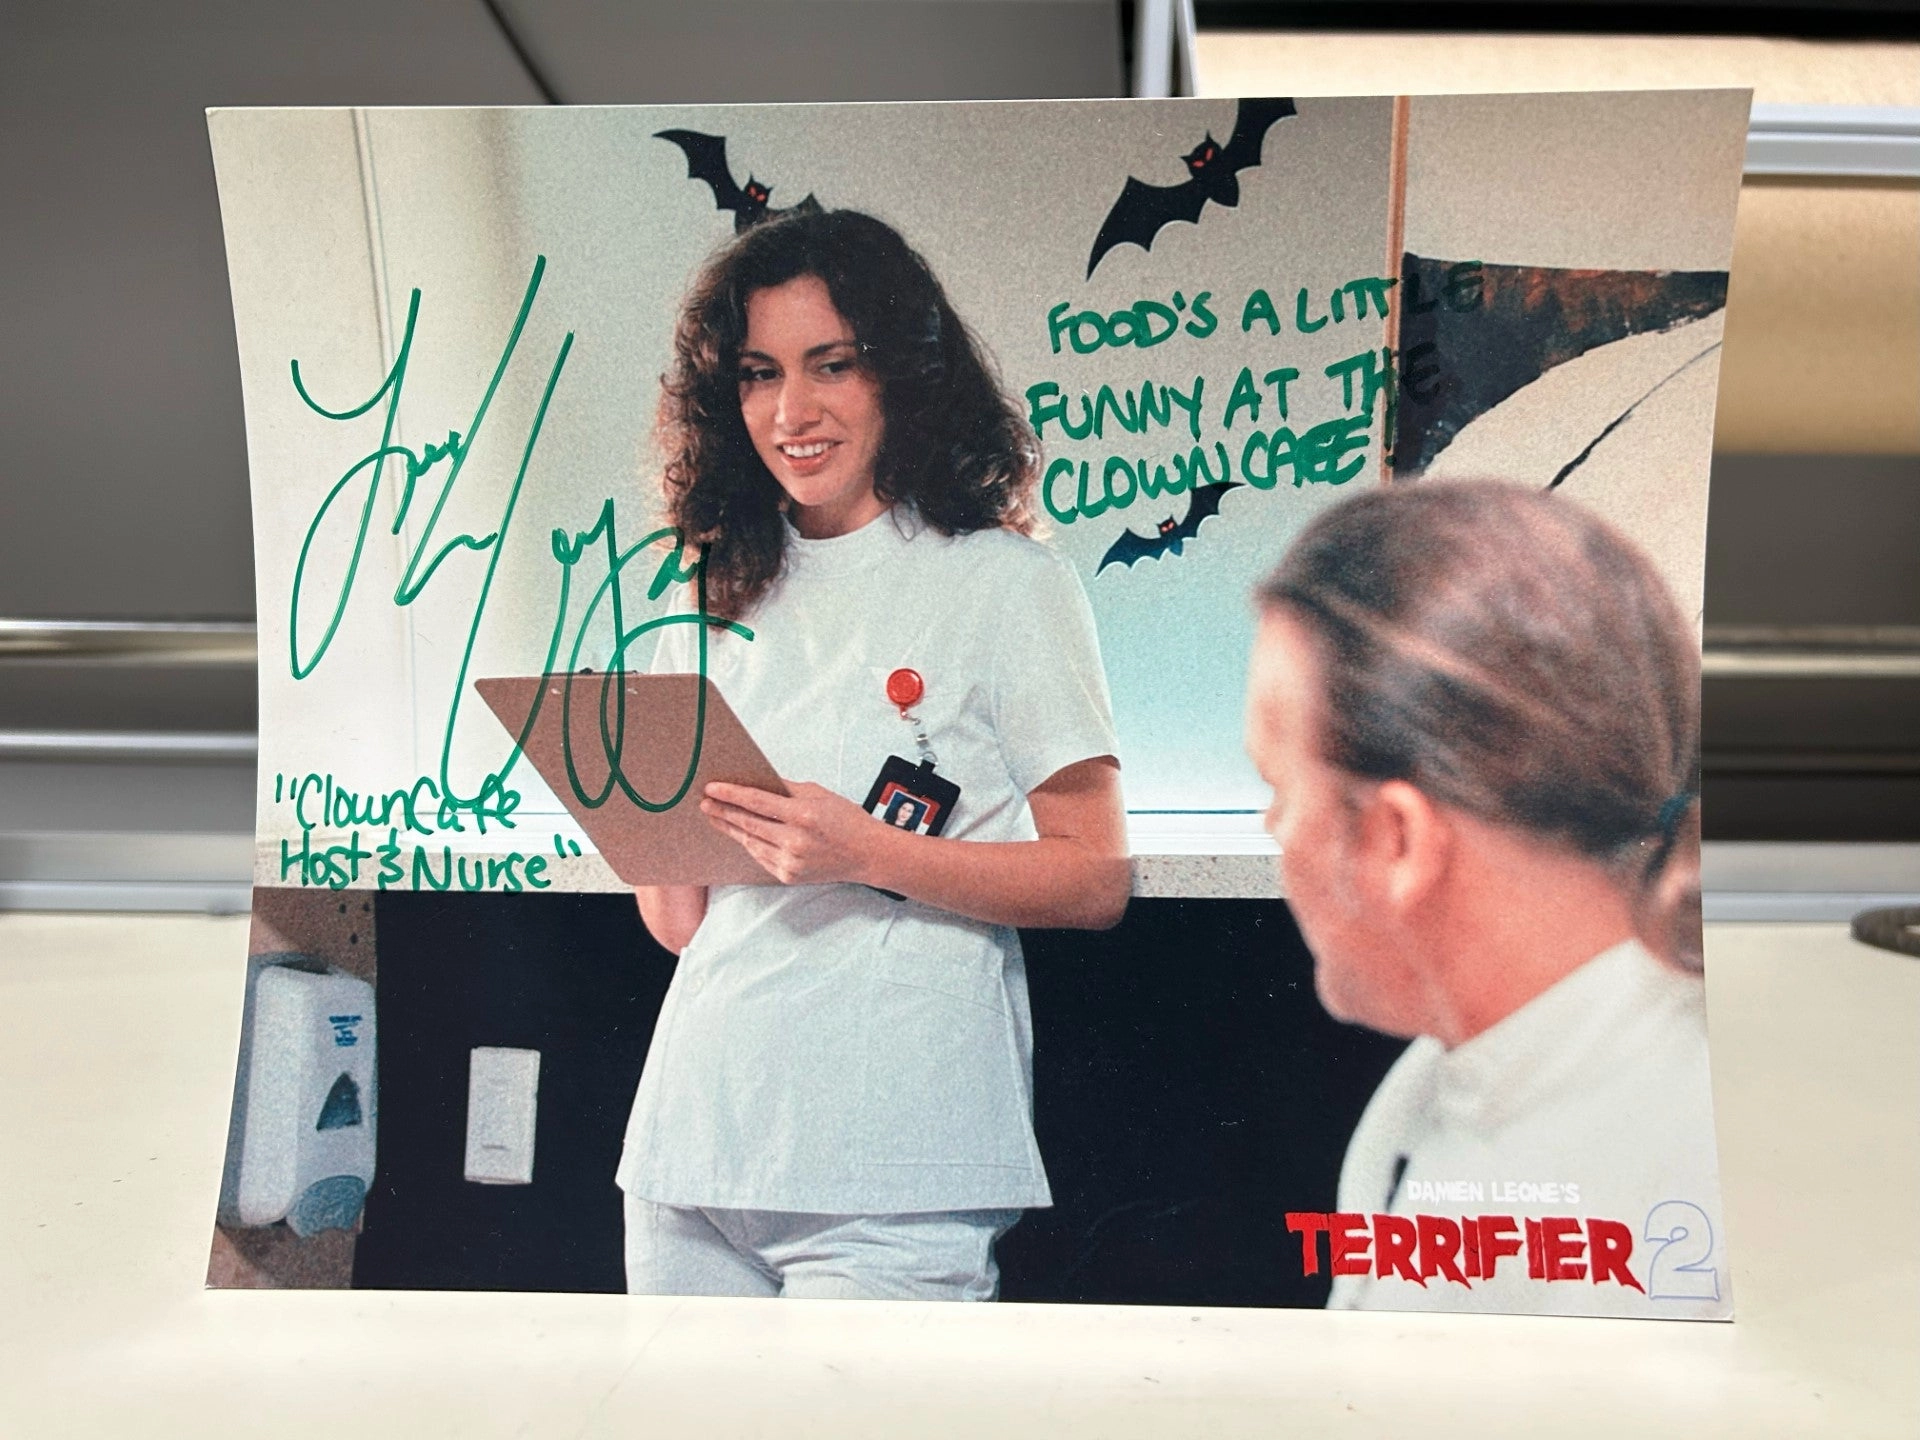 FOOD'S A LITTLE
FUNNY AT THE
CLOWN CAFE!
"Clown Cafe
Host & Nurse"
DAMIEN LEONE'S
TERRIFIER 2